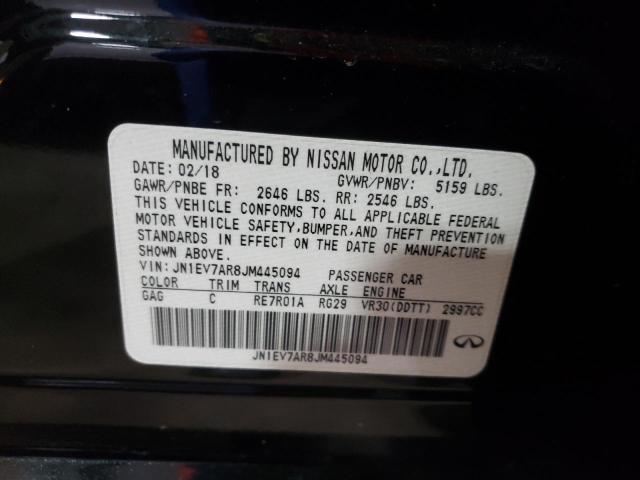 MANUFACTURED BY NISSAN MOTOR CO.,LTD.
DATE: 02/18 GVWR/PNBV: 5159 LBS.
GAWR/PNBE FR: 2646 LBS. RR: 2546 LBS.
THIS VEHICLE CONFORMS TO ALL APPLICABLE FEDERAL
MOTOR VEHICLE SAFETY,BUMPER,AND THEFT PREVENTION
STANDARDS IN EFFECT ON THE DATE OF MANUFACTURE
SHOWN ABOVE.
VIN: JN1EV7AR8JM445094 PASSENGER CAR
COLOR TRIM TRANS AXLE ENGINE
GAG C RE7R01A RG29 VR30(DDTT) 2997CC
JN1EV7AR8JM445094